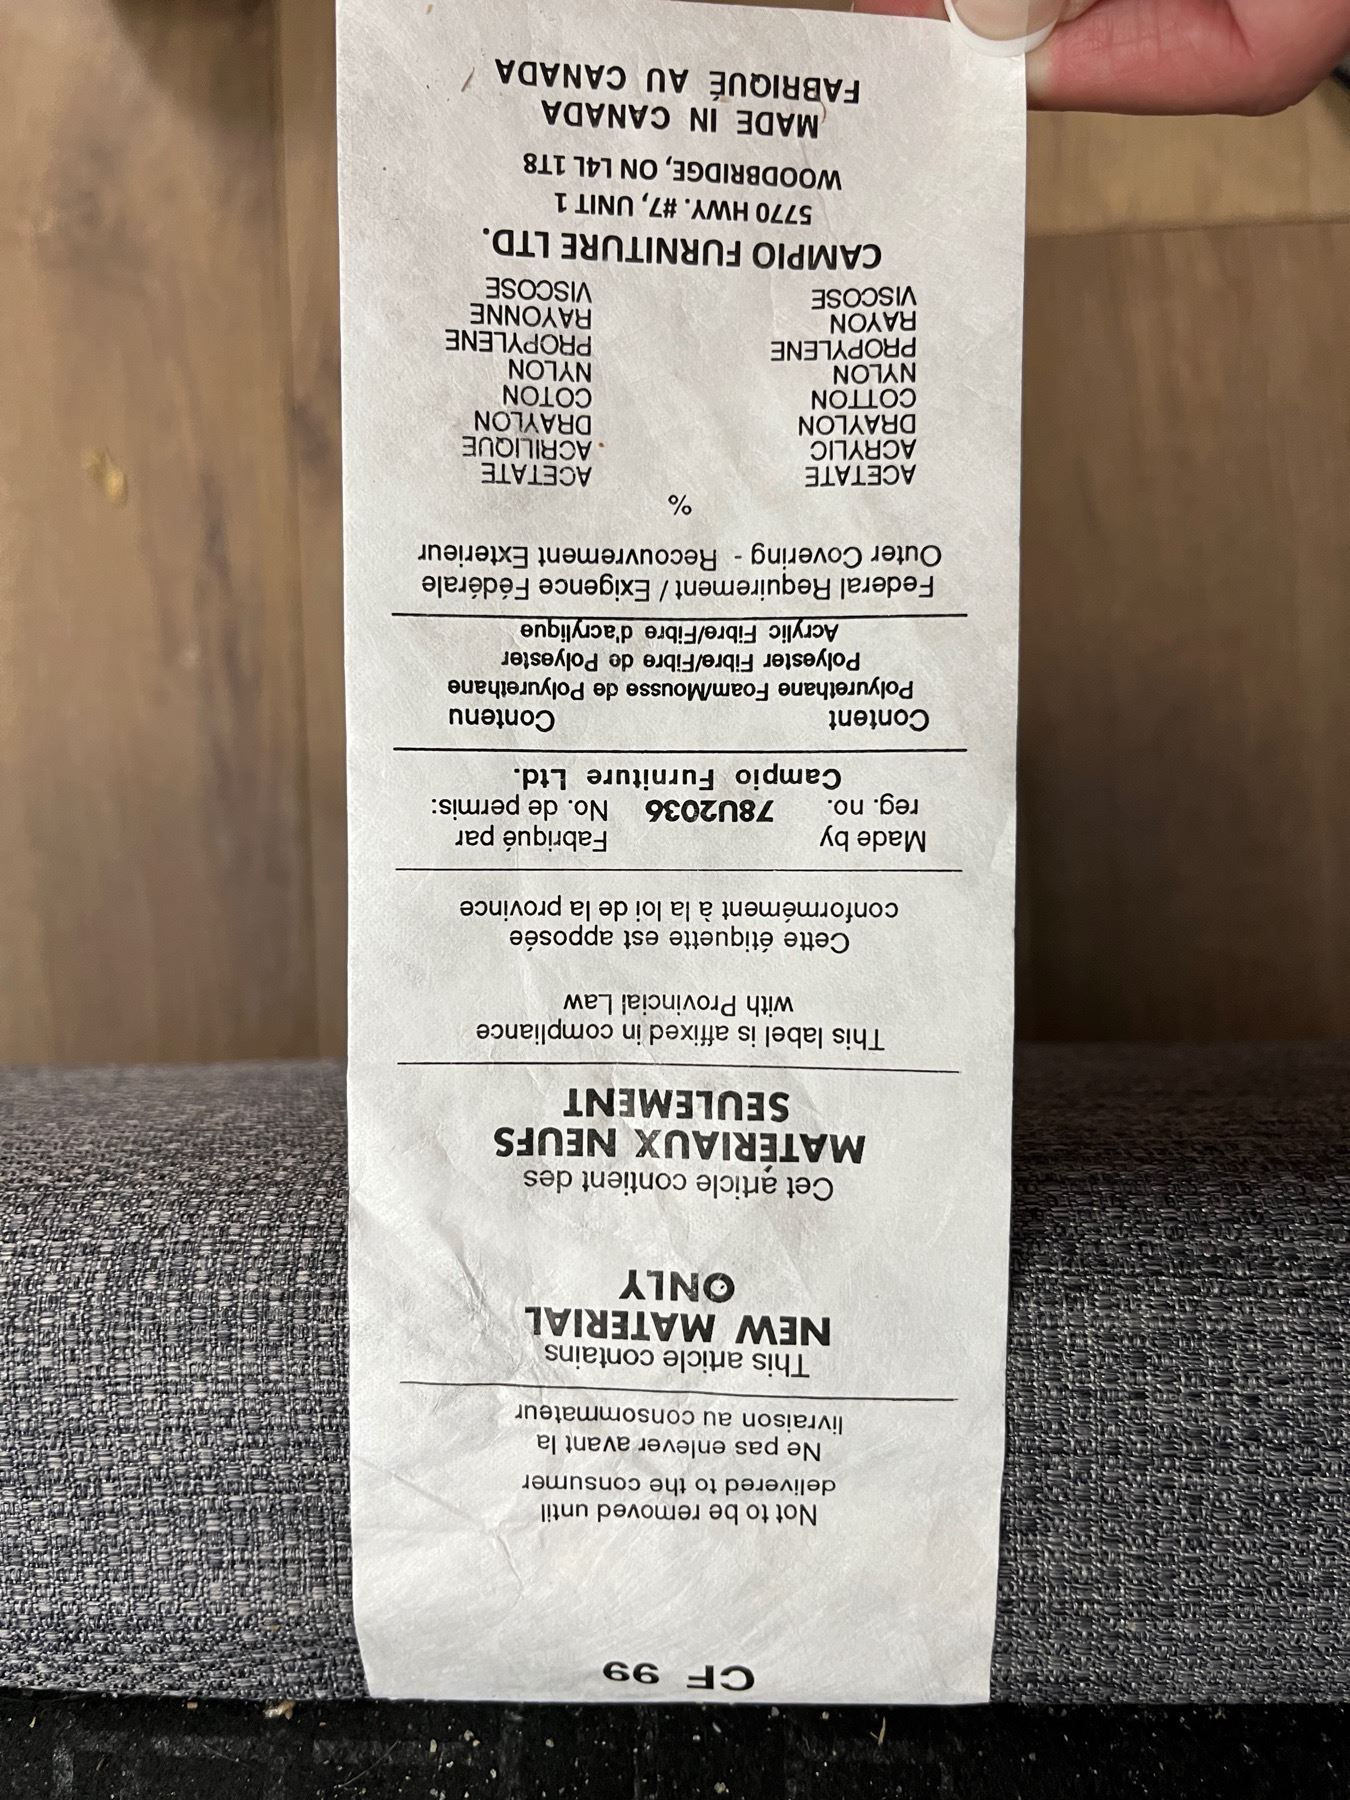 CF 99
Not to be removed until
delivered to the consumer
Ne pas enlever avant la
livraison au consommateur
This article contains
NEW MATERIAL
ONLY
Cet article contient des
MATÉRIAUX NEUFS
SEULEMENT
This label is affixed in compliance
with Provincial Law
Cette étiquette est apposée
conformément à la loi de la province
Made by Fabriqué par
reg. no. 78U2036 No. de permis:
Campio Furniture Ltd.
Content Contenu
Polyurethane Foam/Mousse de Polyurethane
Polyester Fibre/Fibre de Polyester
Acrylic Fibre/Fibre d'acrylique
Federal Requirement / Exigence Fédérale
Outer Covering - Recouvrement Exterieur
%
ACETATE ACETATE
ACRYLIC ACRILIQUE
DRAYLON DRAYLON
COTTON COTON
NYLON NYLON
PROPYLENE PROPYLENE
RAYON RAYONNE
VISCOSE VISCOSE
CAMPIO FURNITURE LTD.
5770 HWY. #7, UNIT 1
WOODBRIDGE, ON L4L 1T8
MADE IN CANADA
FABRIQUÉ AU CANADA